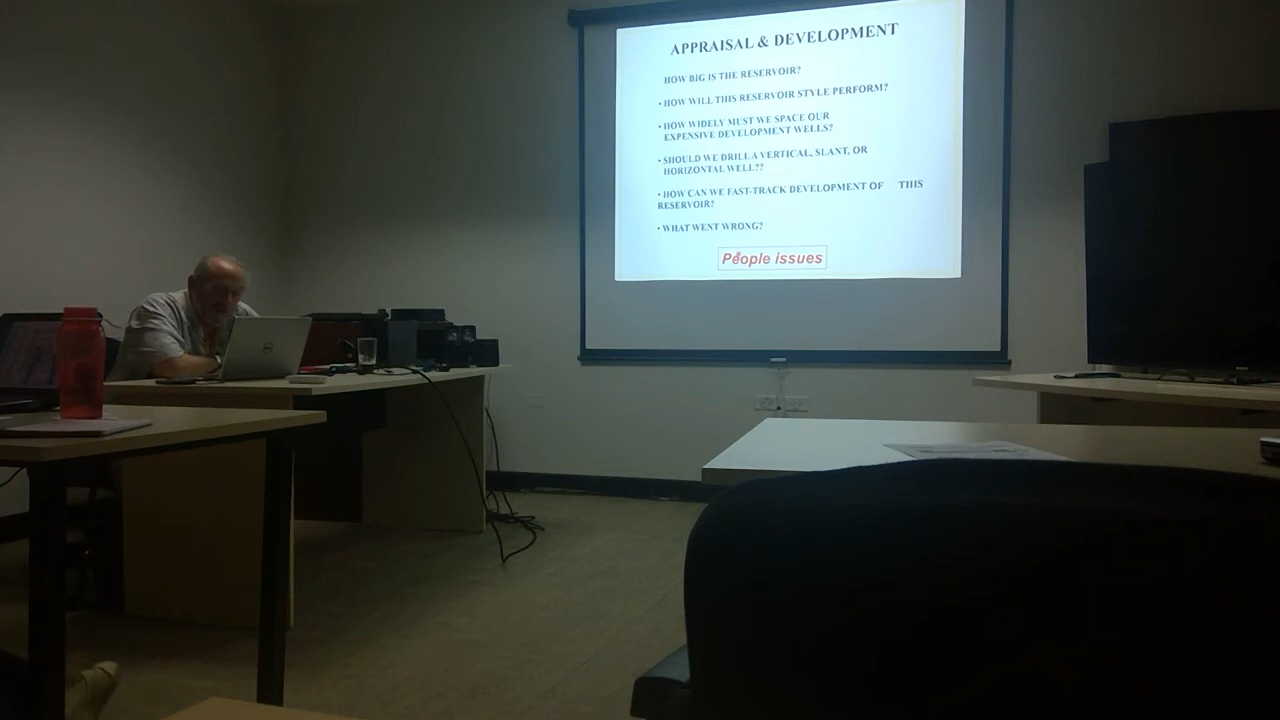 APPRAISAL & DEVELOPMENT
HOW BIG IS THE RESERVOIR?
• HOW WILL THIS RESERVOIR STYLE PERFORM?
• HOW WIDELY MUST WE SPACE OUR
EXPENSIVE DEVELOPMENT WELLS?
• SHOULD WE DRILL A VERTICAL, SLANT, OR
HORIZONTAL WELL??
• HOW CAN WE FAST-TRACK DEVELOPMENT OF THIS
RESERVOIR?
• WHAT WENT WRONG?
People issues